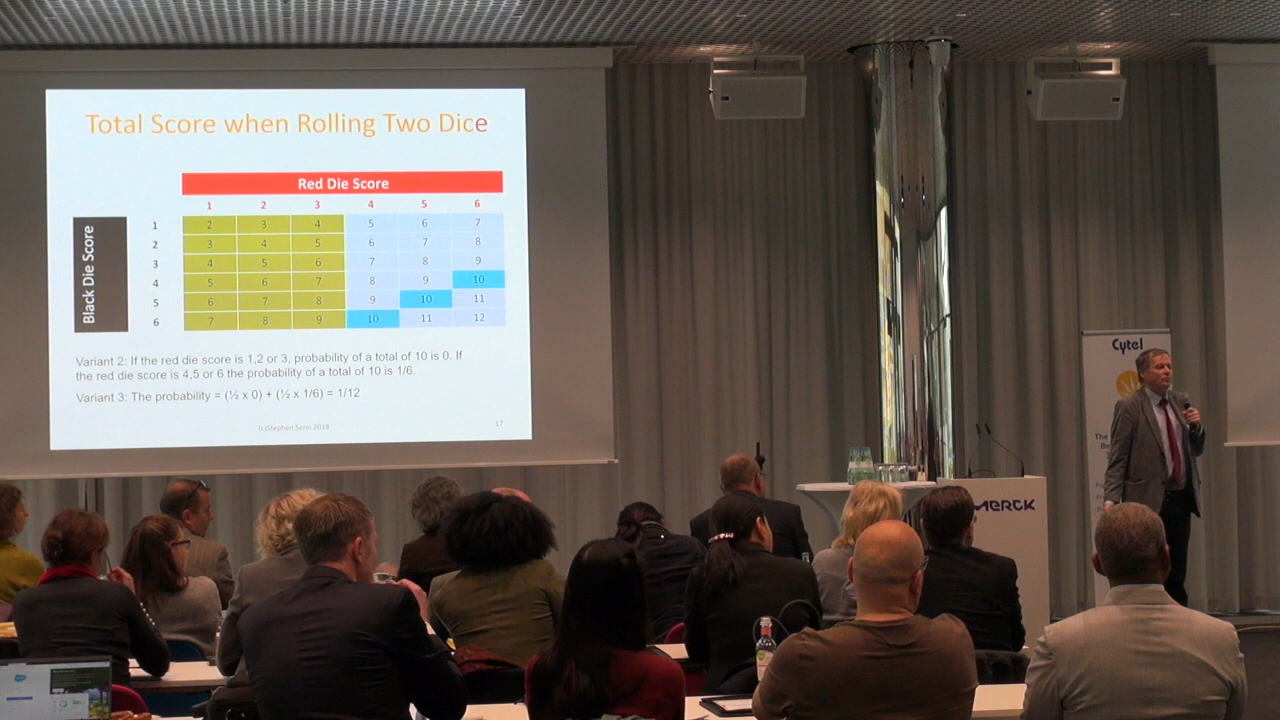 Total Score when Rolling Two Dice
Red Die Score
1 2 3 4 5 6
Black Die Score
1 2 3 4 5 6 7
2 3 4 5 6 7 8
3 4 5 6 7 8 9
4 5 6 7 8 9 10
5 6 7 8 9 10 11
6 7 8 9 10 11 12
Variant 2: If the red die score is 1,2 or 3, probability of a total of 10 is 0. If
the red die score is 4,5 or 6 the probability of a total of 10 is 1/6.
Variant 3: The probability = (½ x 0) + (½ x 1/6) = 1/12
(c)Stephen Senn 2018
17
Cytel
The
MERCK